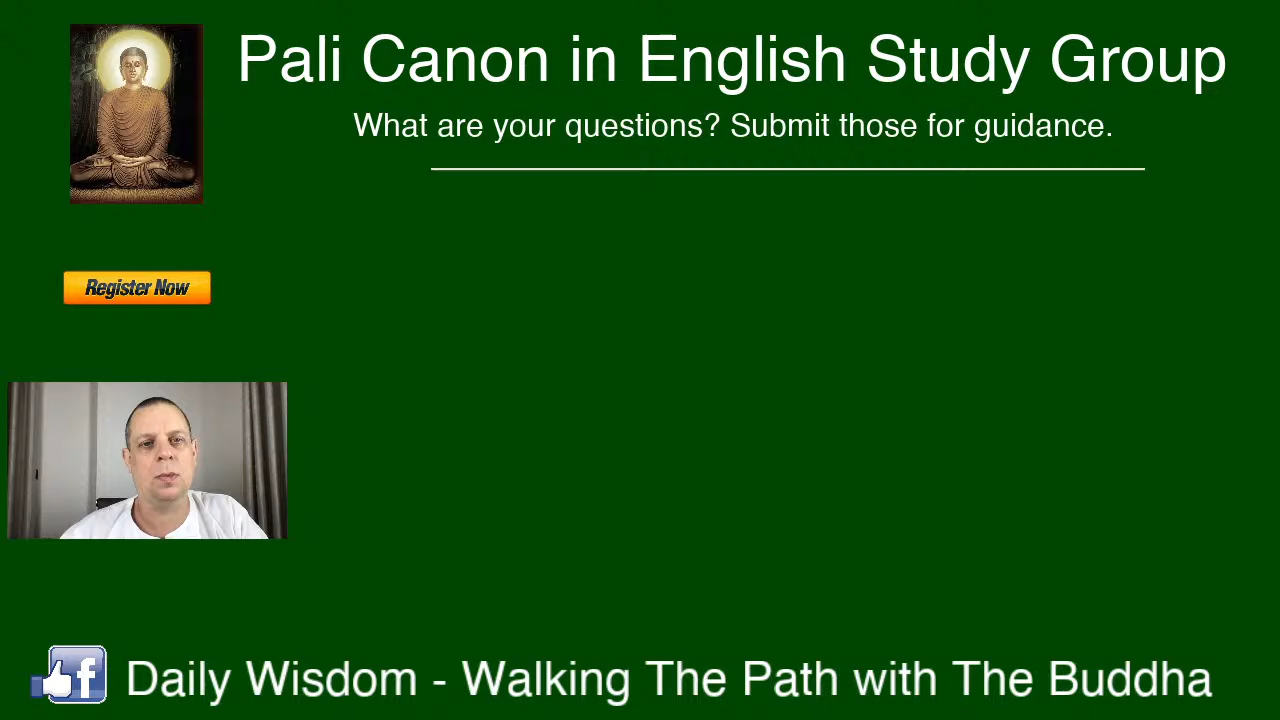 Pali Canon in English Study Group
What are your questions? Submit those for guidance.
Register Now
f Daily Wisdom - Walking The Path with The Buddha